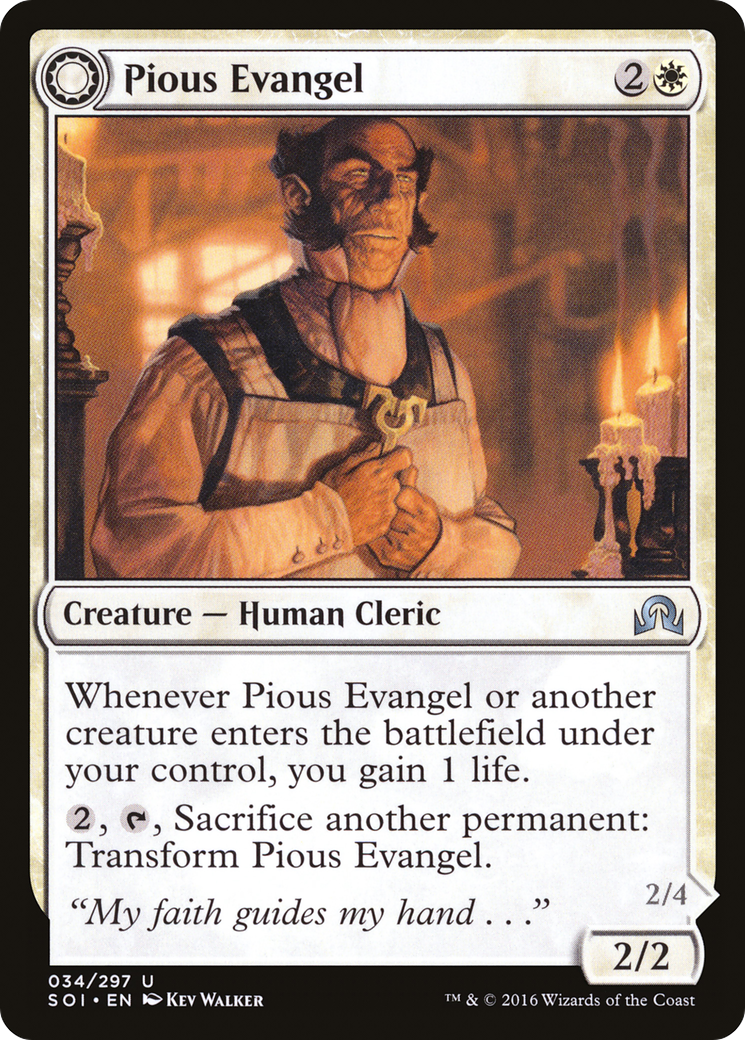 Pious Evangel 2
Creature — Human Cleric
Whenever Pious Evangel or another
creature enters the battlefield under
your control, you gain 1 life.
2, , Sacrifice another permanent:
Transform Pious Evangel.
“My faith guides my hand . . .”
2/4
2/2
034/297 U
SOI • EN Kev Walker
™ & © 2016 Wizards of the Coast